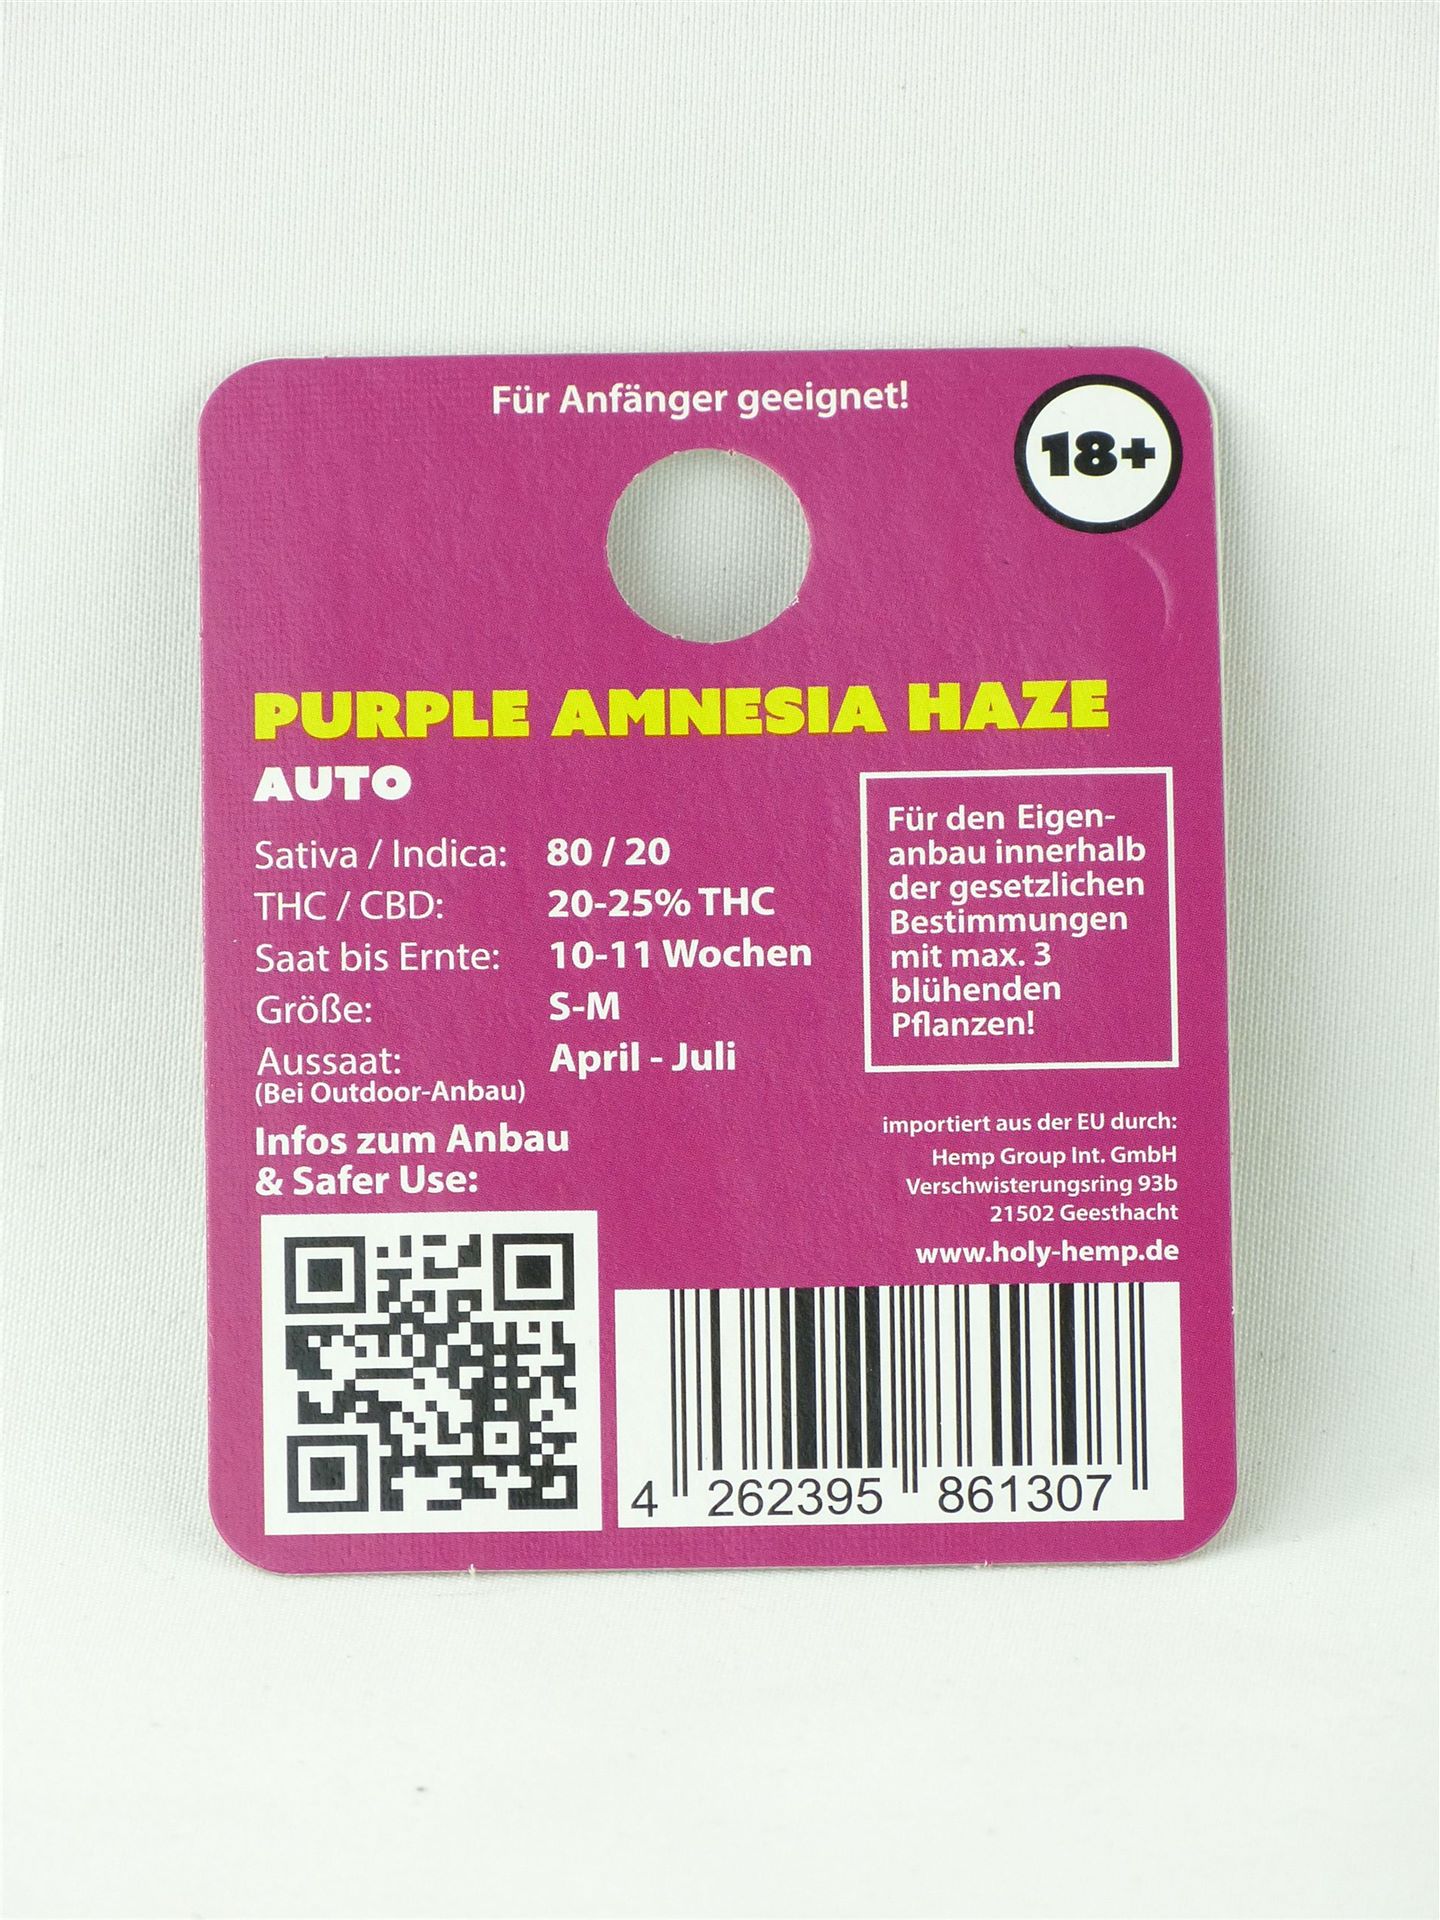 Für Anfänger geeignet!
18+
PURPLE AMNESIA HAZE
AUTO
Sativa / Indica: 80 / 20
THC / CBD: 20-25% THC
Saat bis Ernte: 10-11 Wochen
Größe: S-M
Aussaat: April - Juli
(Bei Outdoor-Anbau)
Für den Eigen-
anbau innerhalb
der gesetzlichen
Bestimmungen
mit max. 3
blühenden
Pflanzen!
Infos zum Anbau
& Safer Use:
importiert aus der EU durch:
Hemp Group Int. GmbH
Verschwisterungsring 93b
21502 Geesthacht
www.holy-hemp.de
4 262395 861307